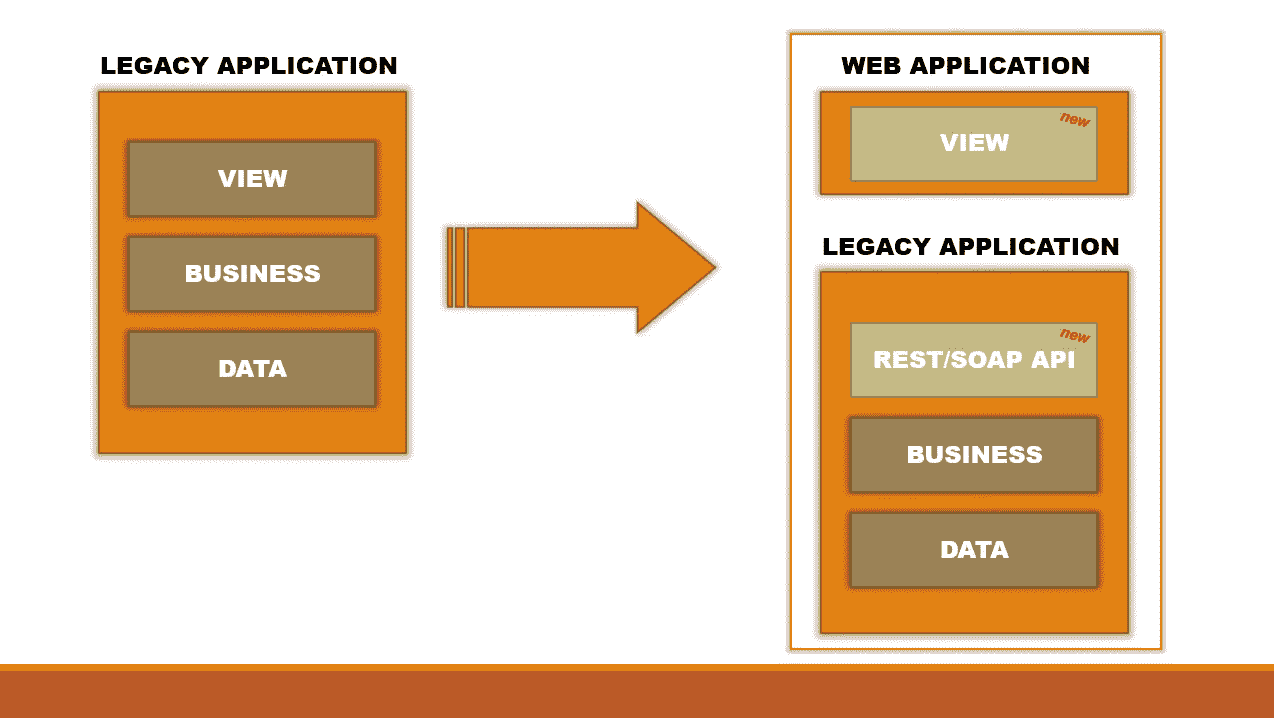 LEGACY APPLICATION
VIEW
BUSINESS
DATA
WEB APPLICATION
new
VIEW
LEGACY APPLICATION
new
REST/SOAP API
BUSINESS
DATA